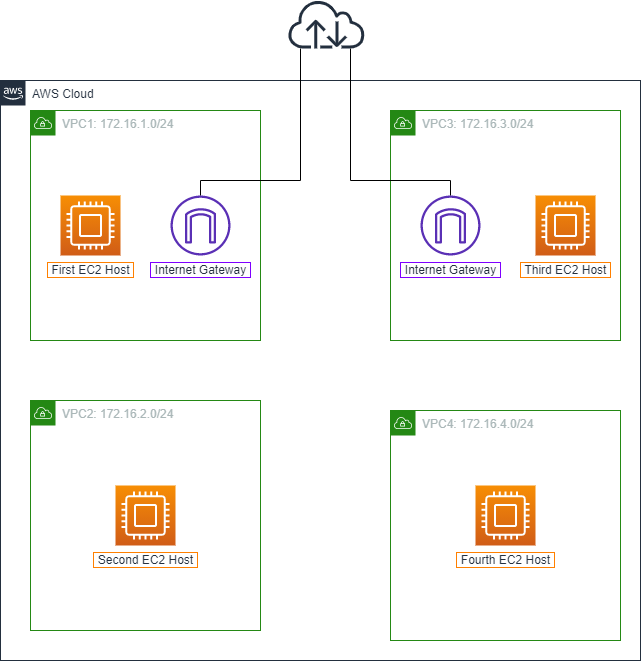 aws
AWS Cloud
VPC1: 172.16.1.0/24
VPC3: 172.16.3.0/24
First EC2 Host
Internet Gateway
Internet Gateway
Third EC2 Host
VPC2: 172.16.2.0/24
VPC4: 172.16.4.0/24
Second EC2 Host
Fourth EC2 Host